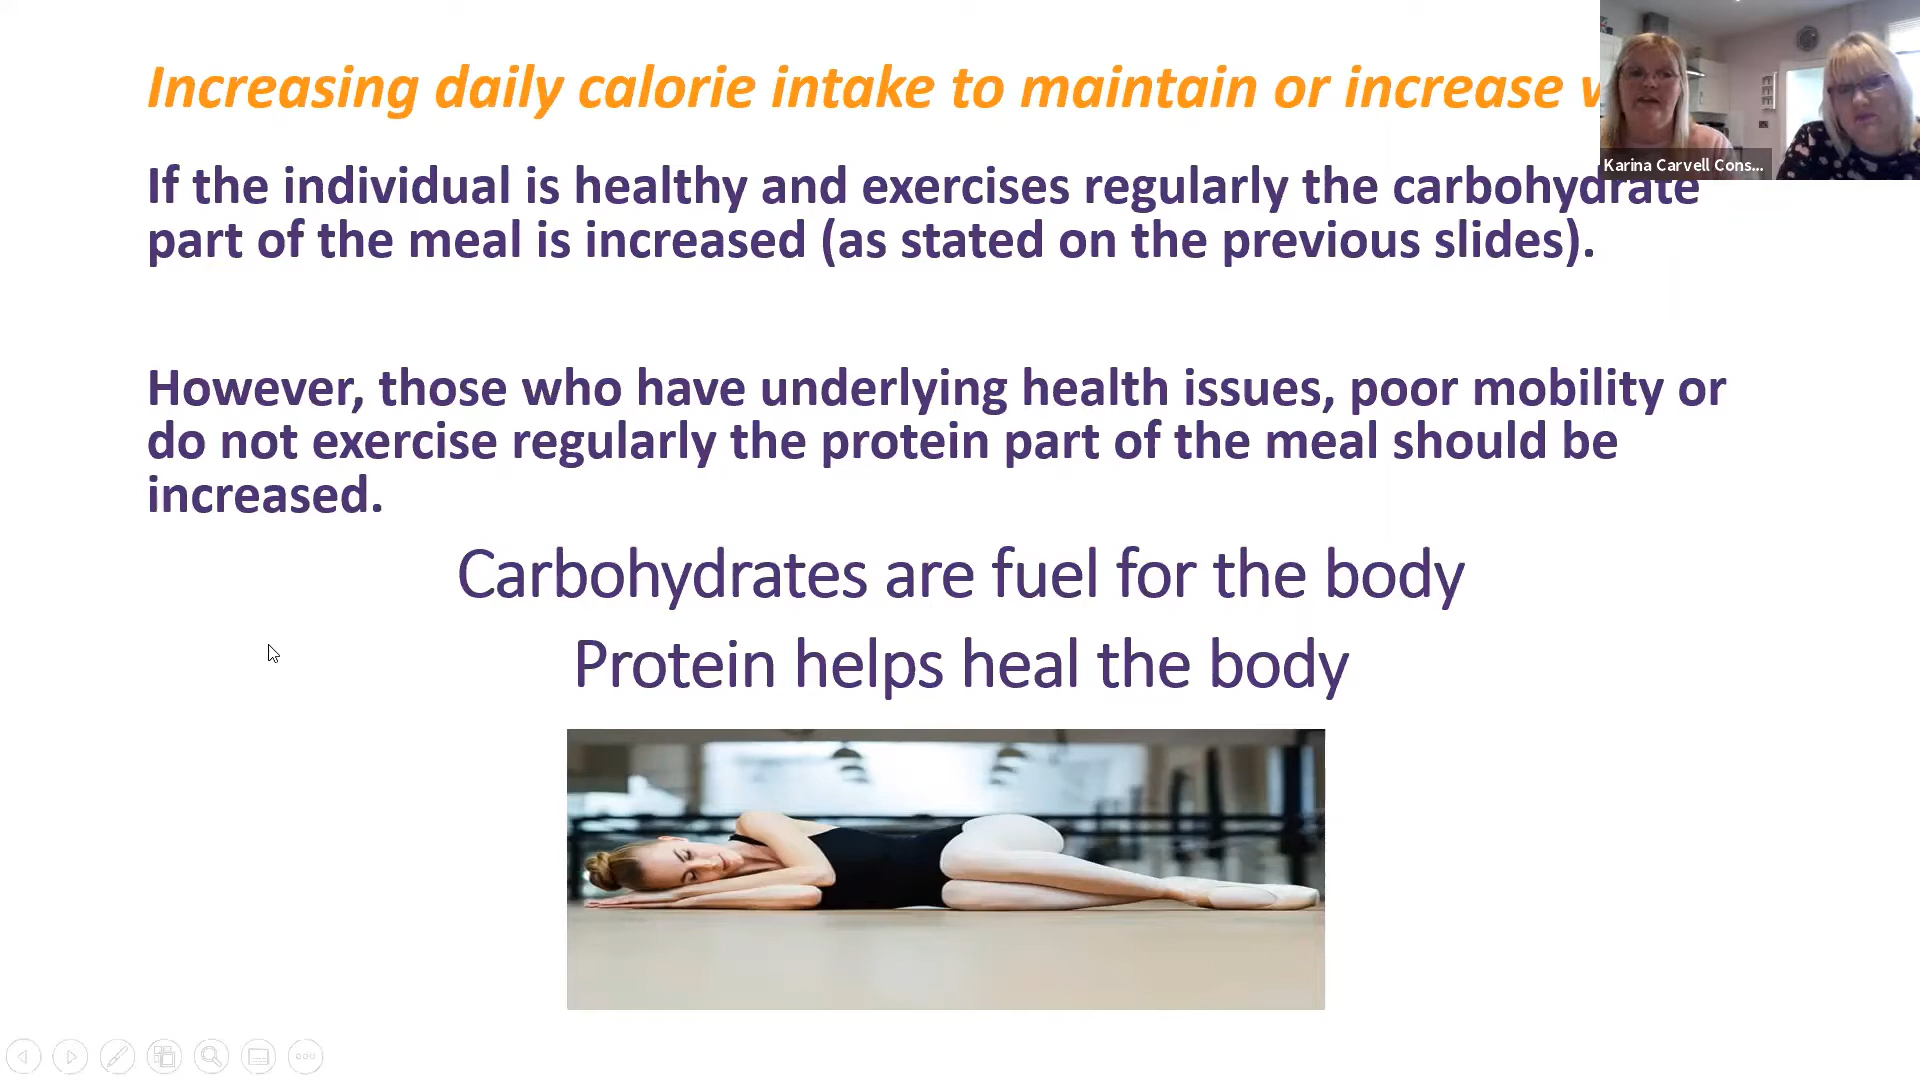 Increasing daily calorie intake to maintain or increase
Karina Carvell Cons...
If the individual is healthy and exercises regularly the carbohydrate
part of the meal is increased (as stated on the previous slides).
However, those who have underlying health issues, poor mobility or
do not exercise regularly the protein part of the meal should be
increased.
Carbohydrates are fuel for the body
Protein helps heal the body